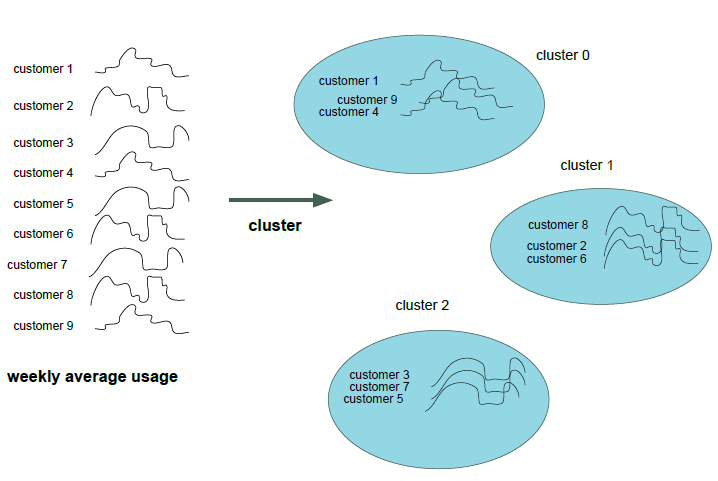 customer 1
customer 2
customer 3
customer 4
customer 5
customer 6
customer 7
customer 8
customer 9
weekly average usage
cluster
cluster 0
customer 1
customer 9
customer 4
cluster 1
customer 8
customer 2
customer 6
cluster 2
customer 3
customer 7
customer 5